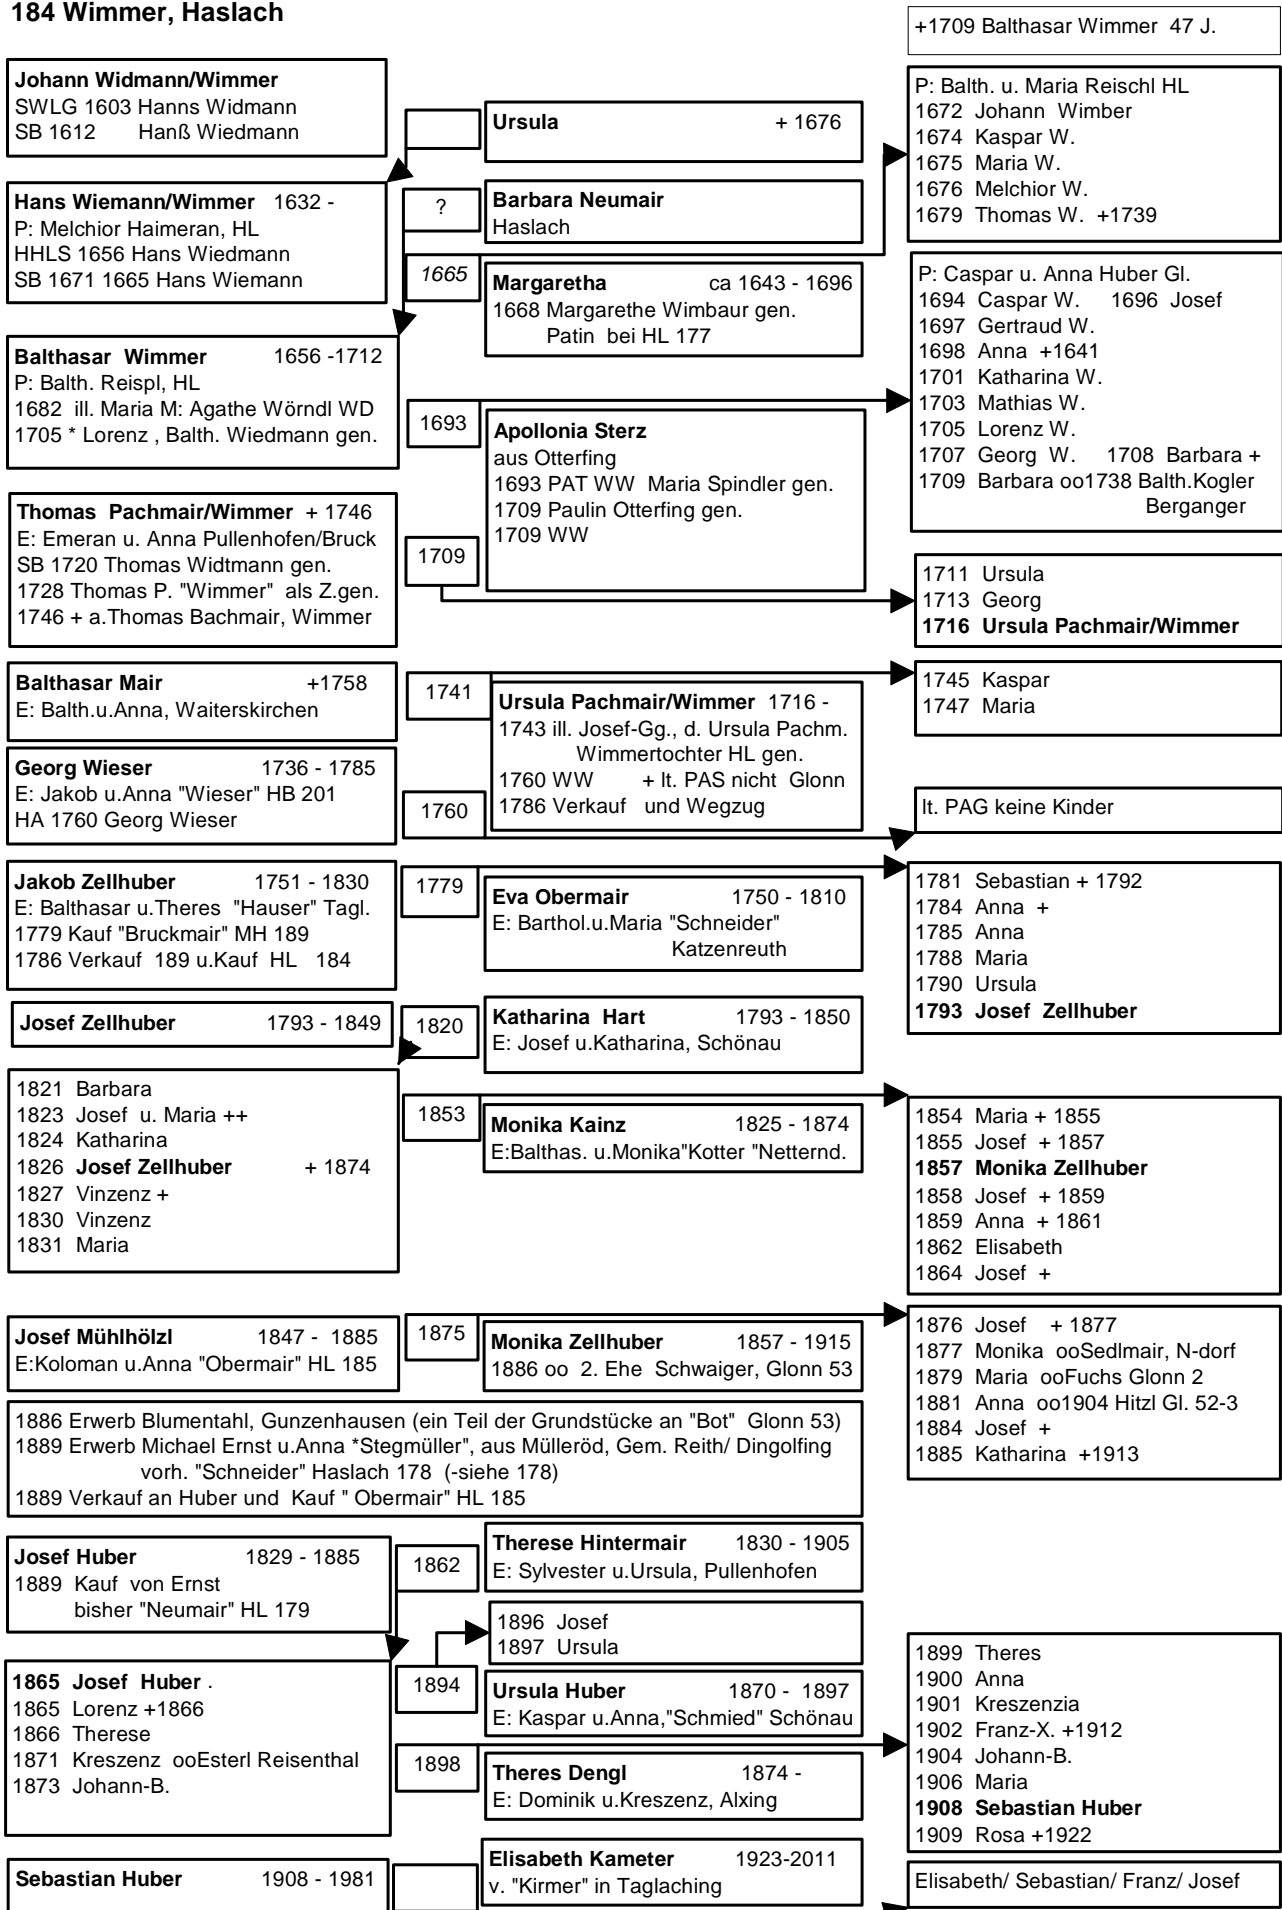 184 Wimmer, Haslach
+1709 Balthasar Wimmer 47 J.
Johann Widmann/Wimmer
SWLG 1603 Hanns Widmann
SB 1612 Hanß Wiedmann
Ursula + 1676
P: Balth. u. Maria Reischl HL
1672 Johann Wimber
1674 Kaspar W.
1675 Maria W.
1676 Melchior W.
1679 Thomas W. +1739
Hans Wiemann/Wimmer 1632 -
P: Melchior Haimeran, HL
HHLS 1656 Hans Wiedmann
SB 1671 1665 Hans Wiemann
?
Barbara Neumair
Haslach
1665
Margaretha ca 1643 - 1696
1668 Margarethe Wimbaur gen.
Patin bei HL 177
P: Caspar u. Anna Huber Gl.
1694 Caspar W. 1696 Josef
1697 Gertraud W.
1698 Anna +1641
1701 Katharina W.
1703 Mathias W.
1705 Lorenz W.
1707 Georg W. 1708 Barbara +
1709 Barbara oo1738 Balth.Kogler
Berganger
Balthasar Wimmer 1656 -1712
P: Balth. Reispl, HL
1682 ill. Maria M: Agathe Wörndl WD
1705 * Lorenz , Balth. Wiedmann gen.
1693
Apollonia Sterz
aus Otterfing
1693 PAT WW Maria Spindler gen.
1709 Paulin Otterfing gen.
1709 WW
Thomas Pachmair/Wimmer + 1746
E: Emeran u. Anna Pullenhofen/Bruck
SB 1720 Thomas Widtmann gen.
1728 Thomas P. "Wimmer" als Z.gen.
1746 + a.Thomas Bachmair, Wimmer
1709
1711 Ursula
1713 Georg
1716 Ursula Pachmair/Wimmer
Balthasar Mair +1758
E: Balth.u.Anna, Waiterskirchen
1741
Ursula Pachmair/Wimmer 1716 -
1743 ill. Josef-Gg., d. Ursula Pachm.
Wimmertochter HL gen.
1760 WW + lt. PAS nicht Glonn
1786 Verkauf und Wegzug
1745 Kaspar
1747 Maria
Georg Wieser 1736 - 1785
E: Jakob u.Anna "Wieser" HB 201
HA 1760 Georg Wieser
1760
lt. PAG keine Kinder
Jakob Zellhuber 1751 - 1830
E: Balthasar u.Theres "Hauser" Tagl.
1779 Kauf "Bruckmair" MH 189
1786 Verkauf 189 u.Kauf HL 184
1779
Eva Obermair 1750 - 1810
E: Barthol.u.Maria "Schneider"
Katzenreuth
1781 Sebastian + 1792
1784 Anna +
1785 Anna
1788 Maria
1790 Ursula
1793 Josef Zellhuber
Josef Zellhuber 1793 - 1849
1820
Katharina Hart 1793 - 1850
E: Josef u.Katharina, Schönau
1821 Barbara
1823 Josef u. Maria ++
1824 Katharina
1826 Josef Zellhuber + 1874
1827 Vinzenz +
1830 Vinzenz
1831 Maria
1853
Monika Kainz 1825 - 1874
E:Balthas. u.Monika"Kotter "Netternd.
1854 Maria + 1855
1855 Josef + 1857
1857 Monika Zellhuber
1858 Josef + 1859
1859 Anna + 1861
1862 Elisabeth
1864 Josef +
Josef Mühlhölzl 1847 - 1885
E:Koloman u.Anna "Obermair" HL 185
1875
Monika Zellhuber 1857 - 1915
1886 oo 2. Ehe Schwaiger, Glonn 53
1876 Josef + 1877
1877 Monika ooSedlmair, N-dorf
1879 Maria ooFuchs Glonn 2
1881 Anna oo1904 Hitzl Gl. 52-3
1884 Josef +
1885 Katharina +1913
1886 Erwerb Blumentahl, Gunzenhausen (ein Teil der Grundstücke an "Bot" Glonn 53)
1889 Erwerb Michael Ernst u.Anna *Stegmüller", aus Mülleröd, Gem. Reith/ Dingolfing
vorh. "Schneider" Haslach 178 (-siehe 178)
1889 Verkauf an Huber und Kauf " Obermair" HL 185
Josef Huber 1829 - 1885
1889 Kauf von Ernst
bisher "Neumair" HL 179
1862
Therese Hintermair 1830 - 1905
E: Sylvester u.Ursula, Pullenhofen
1896 Josef
1897 Ursula
1865 Josef Huber .
1865 Lorenz +1866
1866 Therese
1871 Kreszenz ooEsterl Reisenthal
1873 Johann-B.
1894
Ursula Huber 1870 - 1897
E: Kaspar u.Anna,"Schmied" Schönau
1898
Theres Dengl 1874 -
E: Dominik u.Kreszenz, Alxing
1899 Theres
1900 Anna
1901 Kreszenzia
1902 Franz-X. +1912
1904 Johann-B.
1906 Maria
1908 Sebastian Huber
1909 Rosa +1922
Sebastian Huber 1908 - 1981
Elisabeth Kameter 1923-2011
v. "Kirmer" in Taglaching
Elisabeth/ Sebastian/ Franz/ Josef